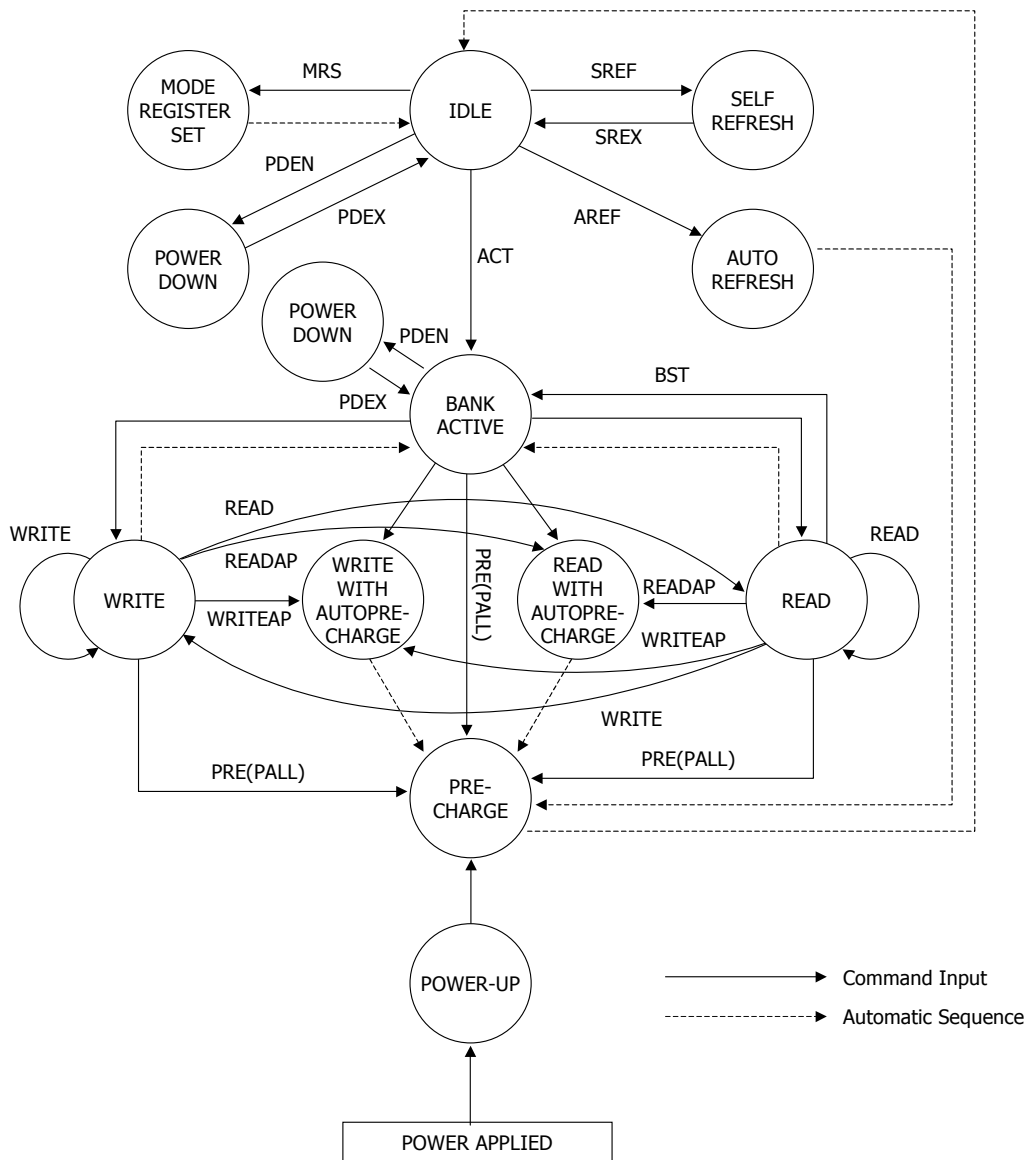 MRS
SREF
MODE
REGISTER
SET
IDLE
SELF
REFRESH
SREX
PDEN
PDEX
AREF
POWER
DOWN
ACT
AUTO
REFRESH
POWER
DOWN
PDEN
BST
PDEX
BANK
ACTIVE
WRITE
READ
READ
READAP
WRITE
WITH
AUTOPRE-
CHARGE
PRE(PALL)
READ
WITH
AUTOPRE-
CHARGE
READAP
WRITE
WRITEAP
READ
WRITEAP
WRITE
PRE(PALL)
PRE(PALL)
PRE-
CHARGE
POWER-UP
Command Input
Automatic Sequence
POWER APPLIED